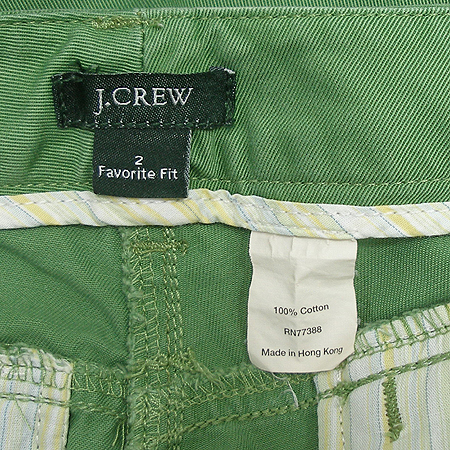 J.CREW
2
Favorite Fit
100% Cotton
RN77388
Made in Hong Kong